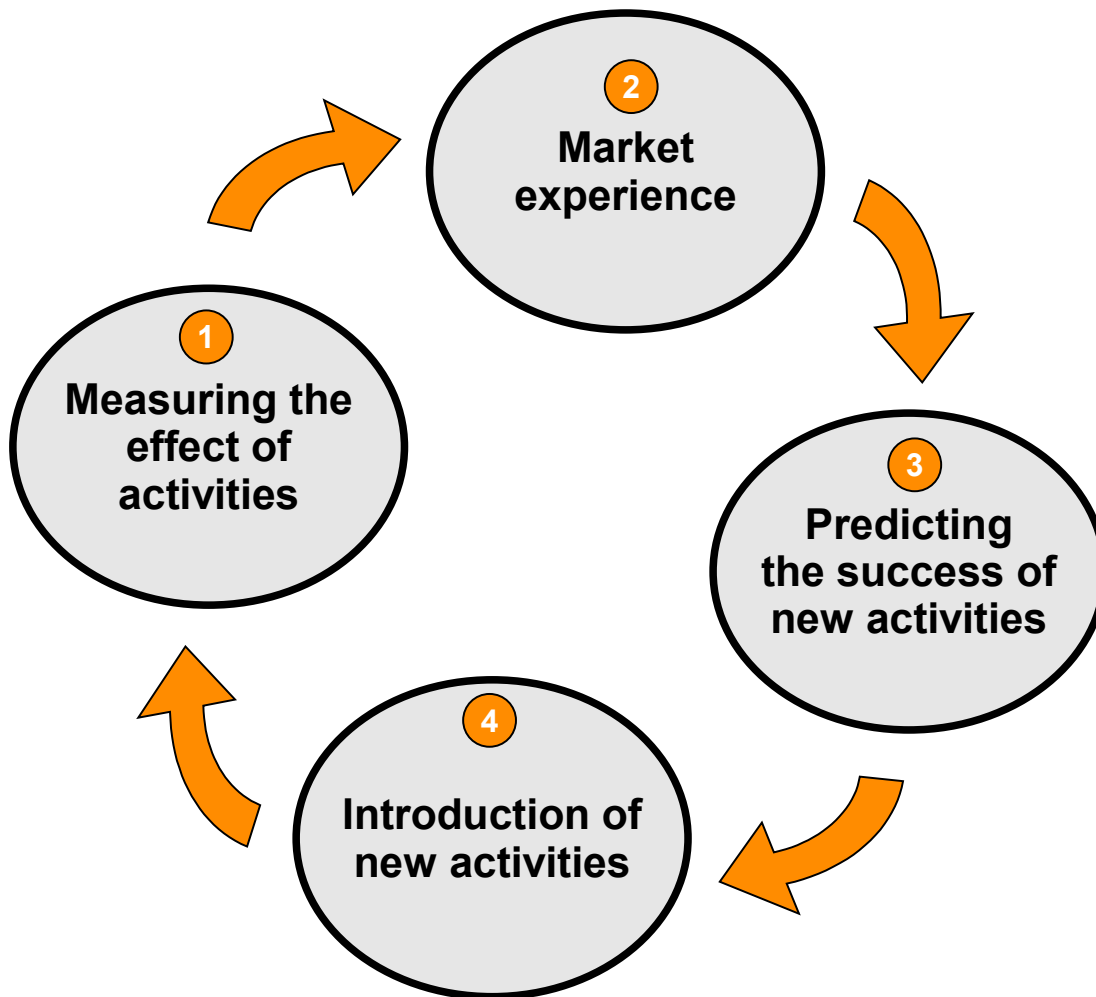 1
Measuring the
effect of
activities
2
Market
experience
3
Predicting
the success of
new activities
4
Introduction of
new activities